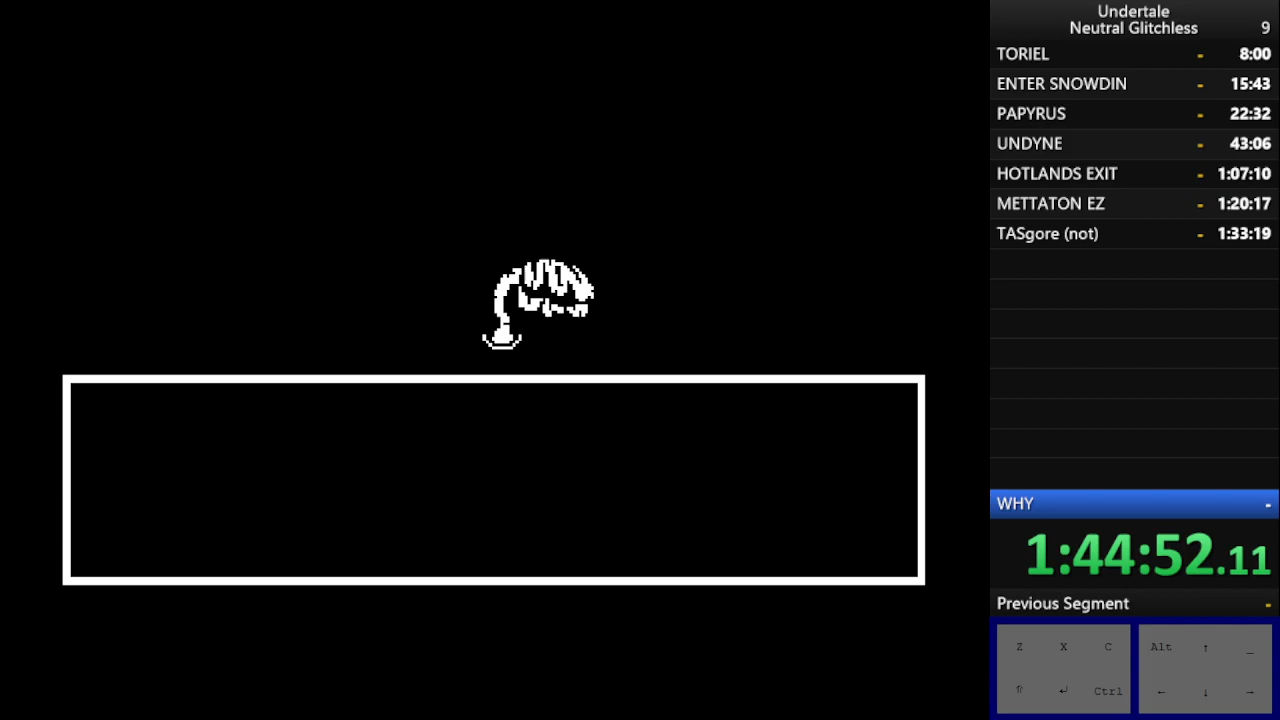 Undertale
Neutral Glitchless 9
TORIEL - 8:00
ENTER SNOWDIN - 15:43
PAPYRUS - 22:32
UNDYNE - 43:06
HOTLANDS EXIT - 1:07:10
METTATON EZ - 1:20:17
TASgore (not) - 1:33:19
WHY -
1:44:52.11
Previous Segment -
Z X C Alt ↑ _
⇧ ↵ Ctrl ← ↓ →